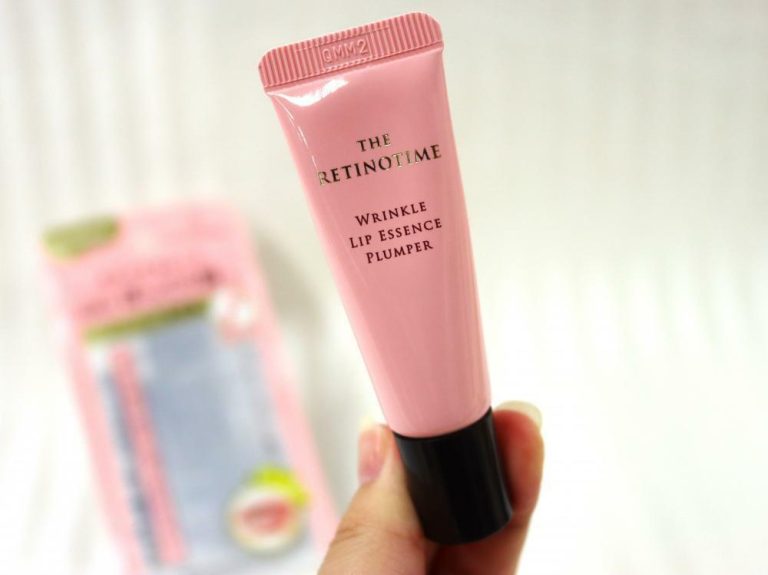 QMM2
THE
RETINOTIME
WRINKLE
LIP ESSENCE
PLUMPER